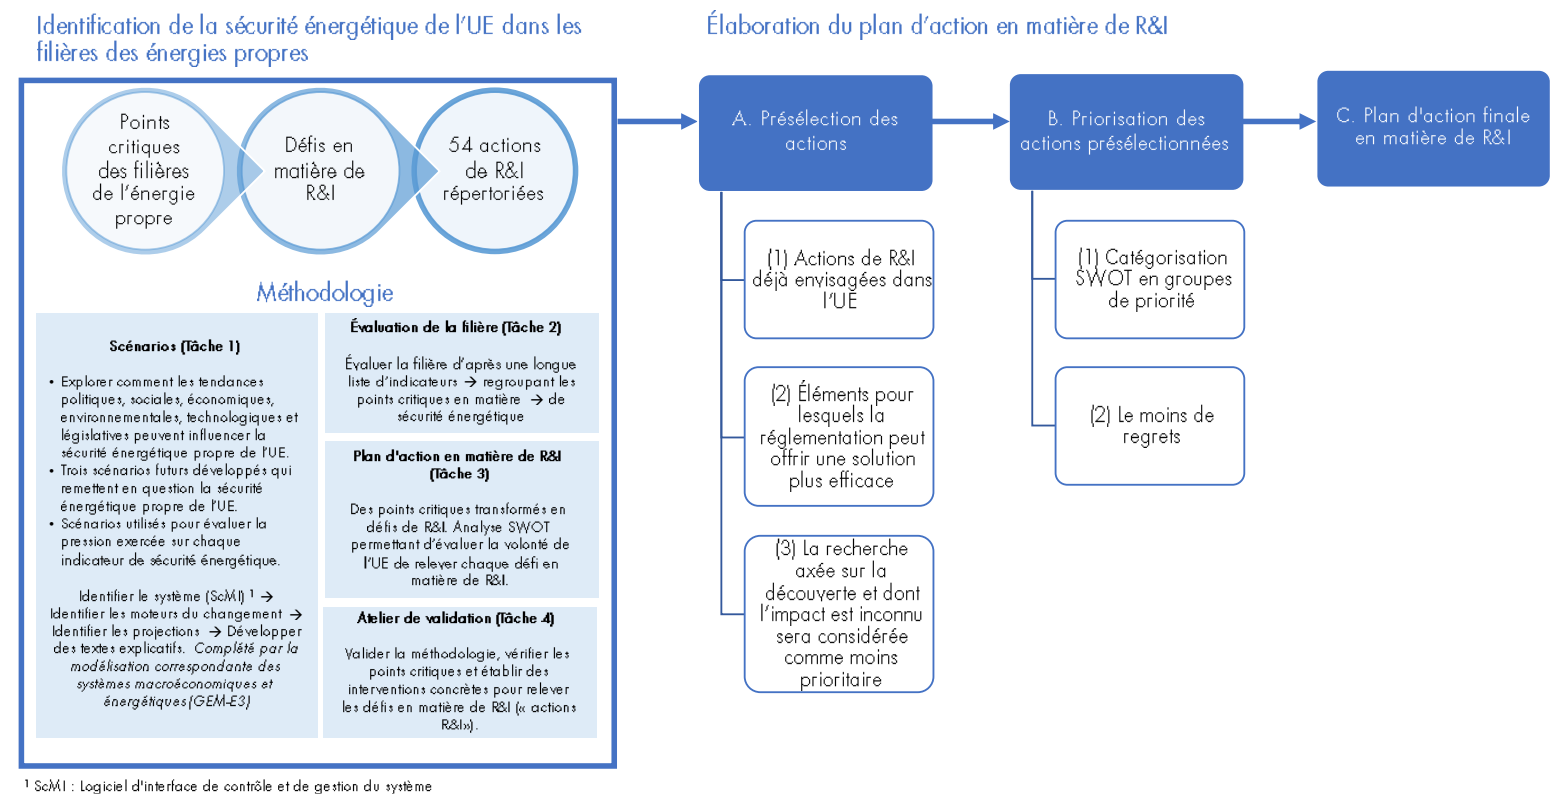 Identification de la sécurité énergétique de l’UE dans les
filières des énergies propres
Points
critiques
des filières
de l’énergie
propre
Défis en
matière de
R&I
54 actions
de R&I
répertoriées
Méthodologie
Scénarios (Tâche 1)
• Explorer comment les tendances
politiques, sociales, économiques,
environnementales, technologiques et
législatives peuvent influencer la
sécurité énergétique propre de l’UE.
• Trois scénarios futurs développés qui
remettent en question la sécurité
énergétique propre de l’UE.
• Scénarios utilisés pour évaluer la
pression exercée sur chaque
indicateur de sécurité énergétique.
Identifier le système (ScMI) ¹ →
Identifier les moteurs du changement →
Identifier les projections → Développer
des textes explicatifs. Complété par la
modélisation correspondante des
systèmes macroéconomiques et
énergétiques(GEM-E3)
Évaluation de la filière (Tâche 2)
Évaluer la filière d’après une longue
liste d’indicateurs → regroupant les
points critiques en matière → de
sécurité énergétique
Plan d'action en matière de R&I
(Tâche 3)
Des points critiques transformés en
défis de R&I. Analyse SWOT
permettant d’évaluer la volonté de
l’UE de relever chaque défi en
matière de R&I.
Atelier de validation (Tâche 4)
Valider la méthodologie, vérifier les
points critiques et établir des
interventions concrètes pour relever
les défis en matière de R&I (« actions
R&I»).
¹ ScMI : Logiciel d'interface de contrôle et de gestion du système
Élaboration du plan d’action en matière de R&I
A. Présélection des
actions
(1) Actions de R&I
déjà envisagées dans
l’UE
(2) Éléments pour
lesquels la
réglementation peut
offrir une solution
plus efficace
(3) La recherche
axée sur la
découverte et dont
l’impact est inconnu
sera considérée
comme moins
prioritaire
B. Priorisation des
actions présélectionnées
(1) Catégorisation
SWOT en groupes
de priorité
(2) Le moins de
regrets
C. Plan d'action finale
en matière de R&I